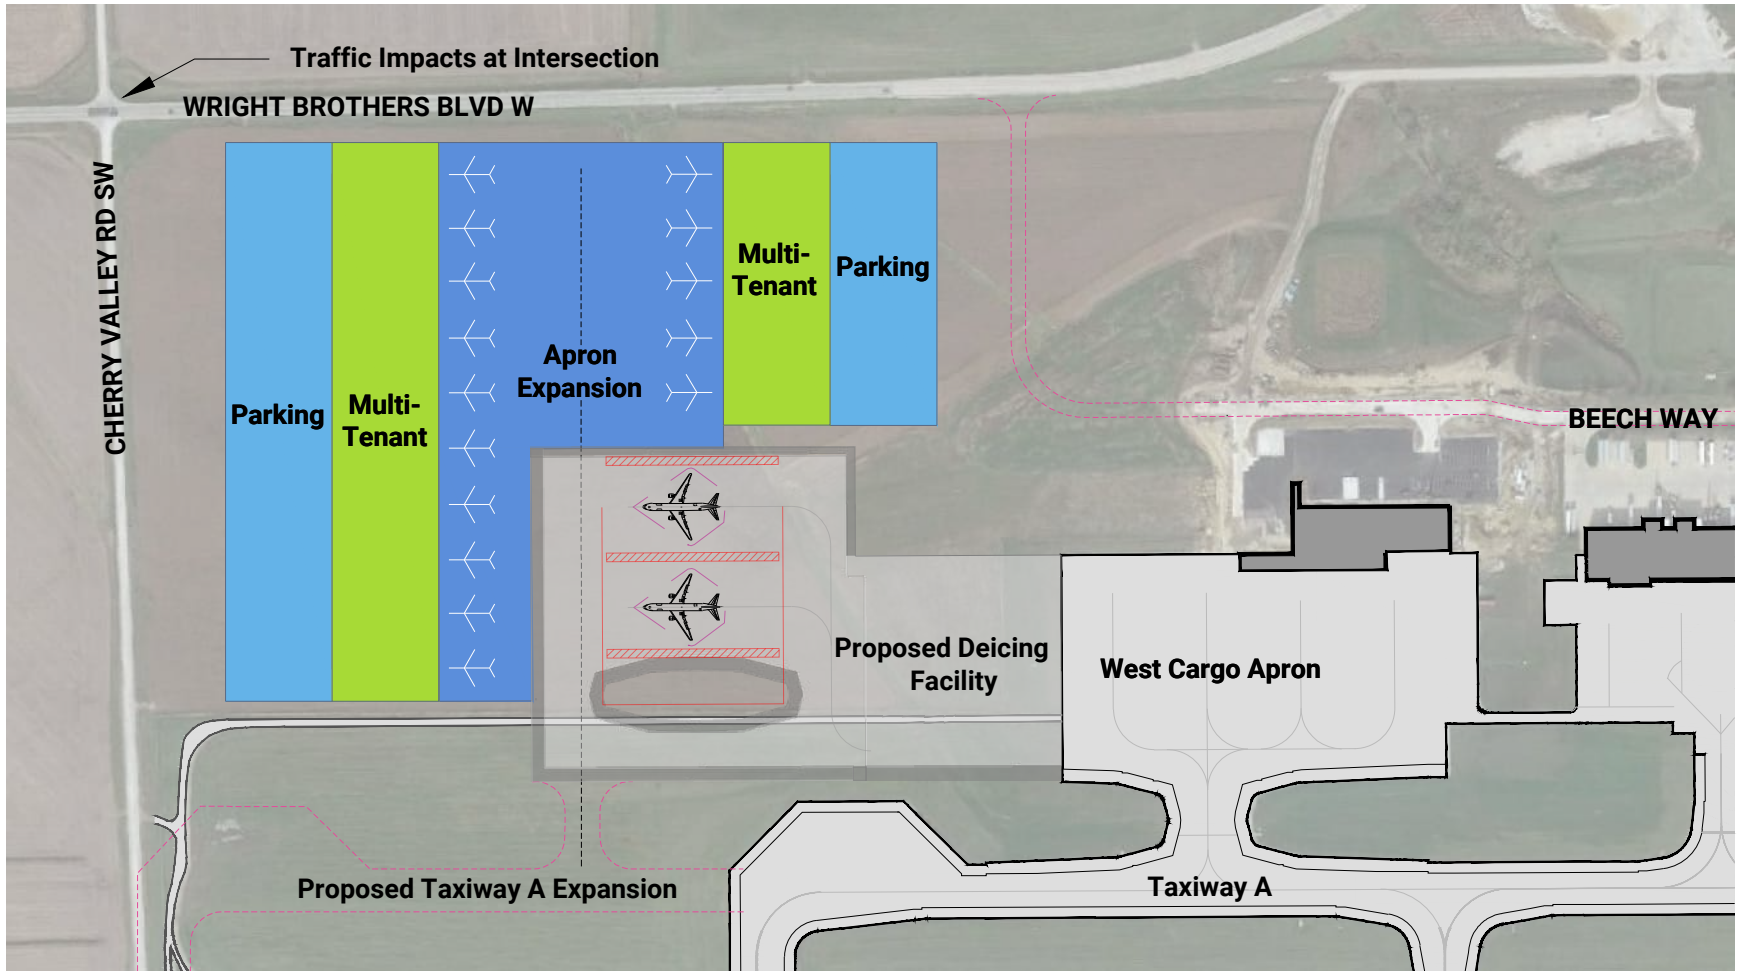 Traffic Impacts at Intersection
WRIGHT BROTHERS BLVD W
CHERRY VALLEY RD SW
Multi-
Tenant
Parking
Apron
Expansion
Parking
Multi-
Tenant
BEECH WAY
Proposed Deicing
Facility
West Cargo Apron
Proposed Taxiway A Expansion
Taxiway A